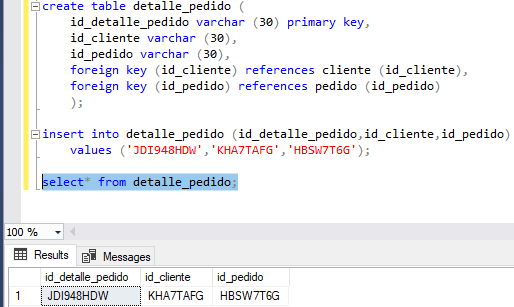 create table detalle_pedido (
id_detalle_pedido varchar (30) primary key,
id_cliente varchar (30),
id_pedido varchar (30),
foreign key (id_cliente) references cliente (id_cliente),
foreign key (id_pedido) references pedido (id_pedido)
);
insert into detalle_pedido (id_detalle_pedido,id_cliente,id_pedido)
values ('JDI948HDW','KHA7TAFG','HBSW7T6G');
select* from detalle_pedido;
100 %
Results Messages
id_detalle_pedido id_cliente id_pedido
1 JDI948HDW KHA7TAFG HBSW7T6G